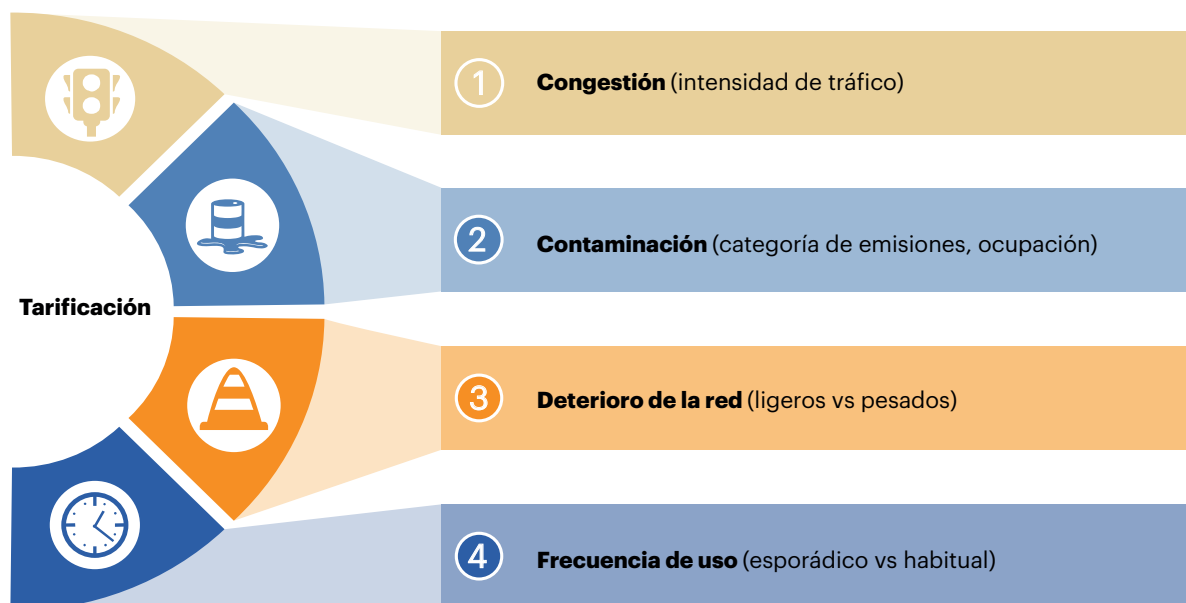 1 Congestión (intensidad de tráfico)
2 Contaminación (categoría de emisiones, ocupación)
Tarificación
3 Deterioro de la red (ligeros vs pesados)
4 Frecuencia de uso (esporádico vs habitual)